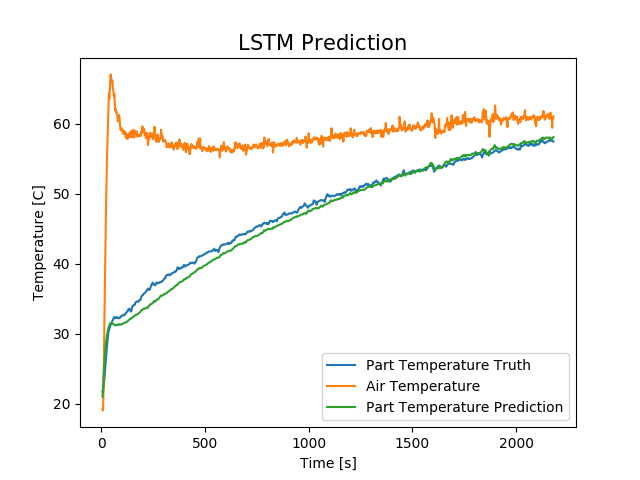 LSTM Prediction
Temperature [C]
60
50
40
30
20
0
500
1000
1500
2000
Time [s]
Part Temperature Truth
Air Temperature
Part Temperature Prediction